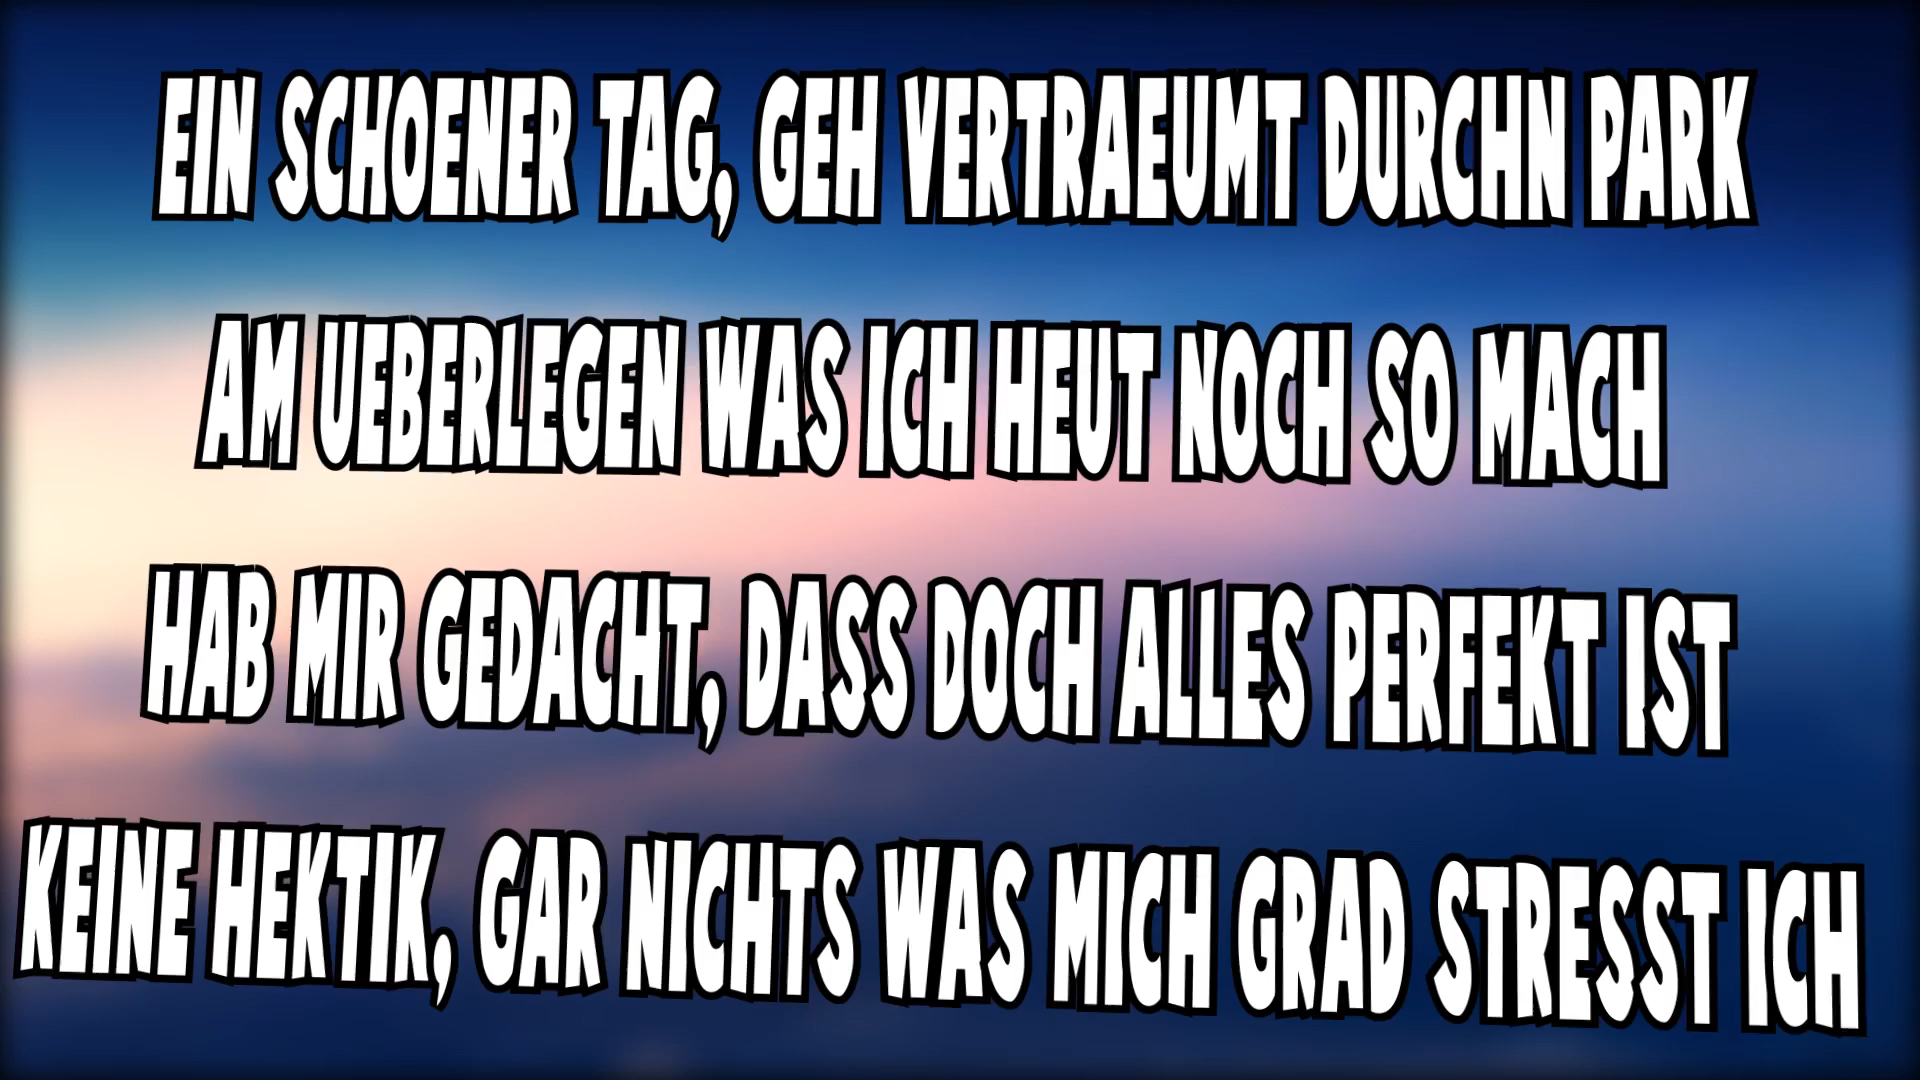 EIN SCHOENER TAG, GEH VERTRAEUMT DURCHN PARK
AM UEBERLEGEN WAS ICH HEUT NOCH SO MACH
HAB MIR GEDACHT, DASS DOCH ALLES PERFEKT IST
KEINE HEKTIK, GAR NICHTS WAS MICH GRAD STRESST ICH